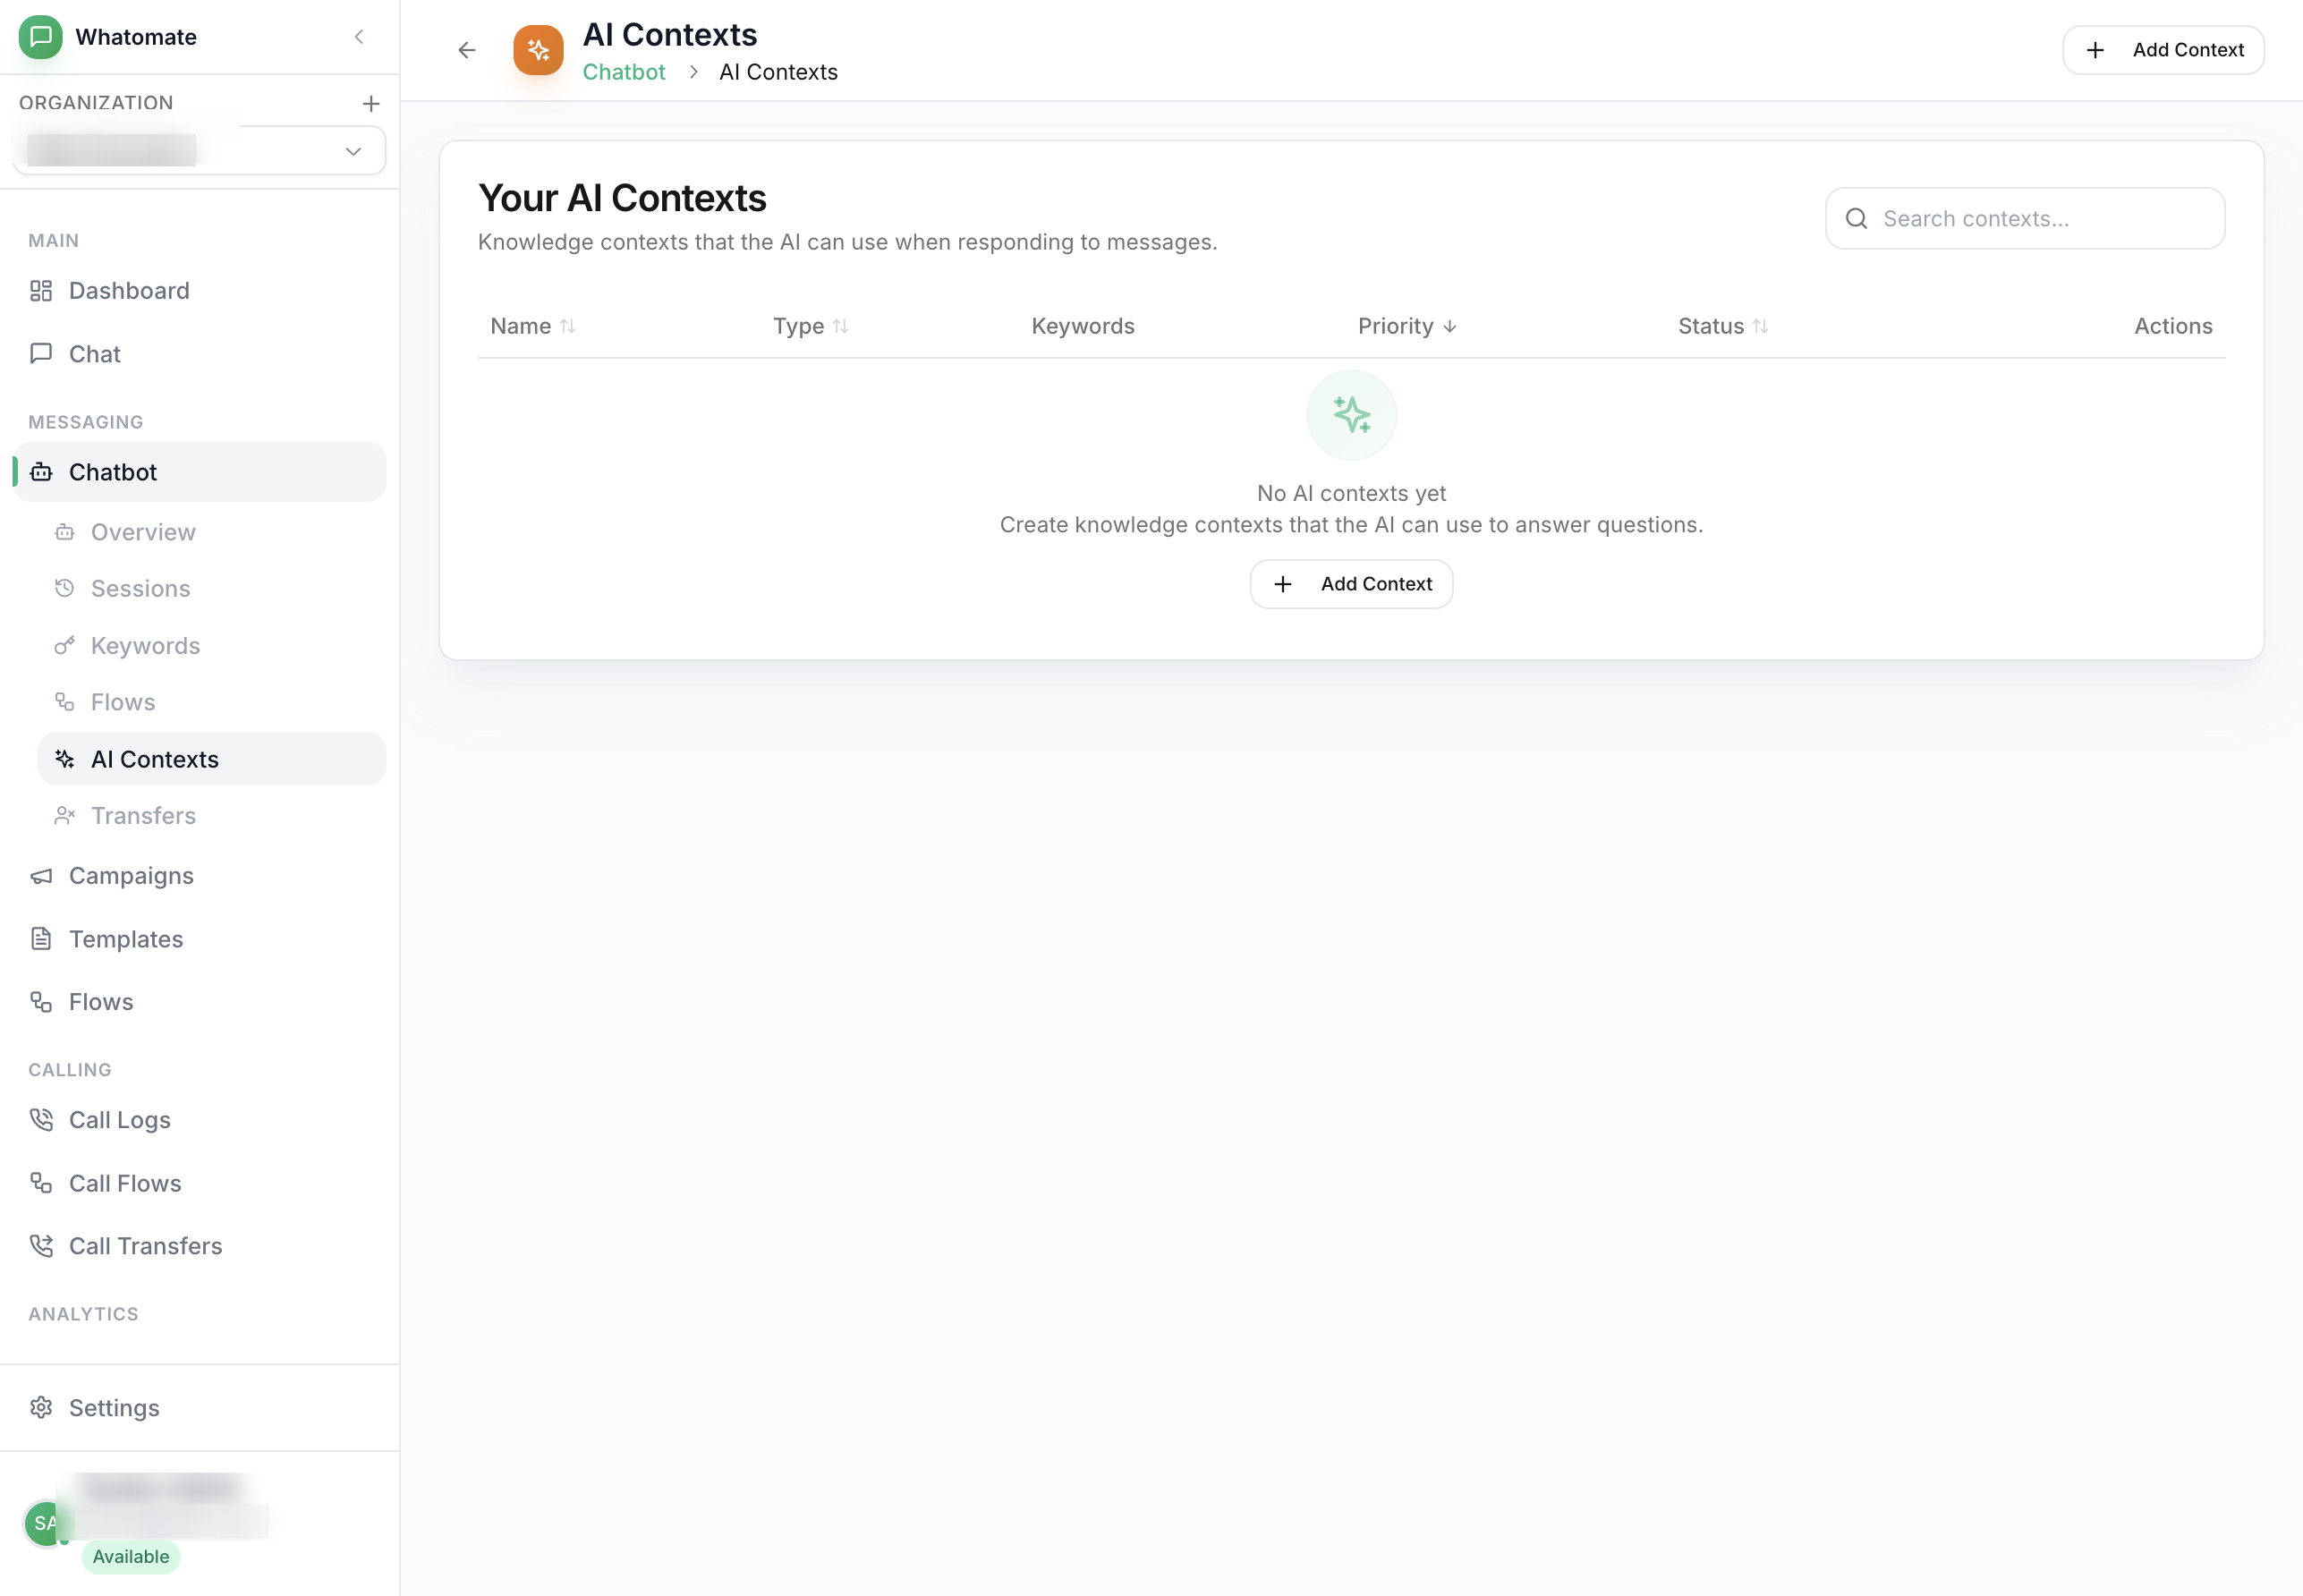 Whatomate
ORGANIZATION
MAIN
Dashboard
Chat
MESSAGING
Chatbot
Overview
Sessions
Keywords
Flows
AI Contexts
Transfers
Campaigns
Templates
Flows
CALLING
Call Logs
Call Flows
Call Transfers
ANALYTICS
Settings
SA
Available
AI Contexts
Chatbot > AI Contexts
Add Context
Your AI Contexts
Knowledge contexts that the AI can use when responding to messages.
Search contexts...
Name Type Keywords Priority Status Actions
No AI contexts yet
Create knowledge contexts that the AI can use to answer questions.
Add Context